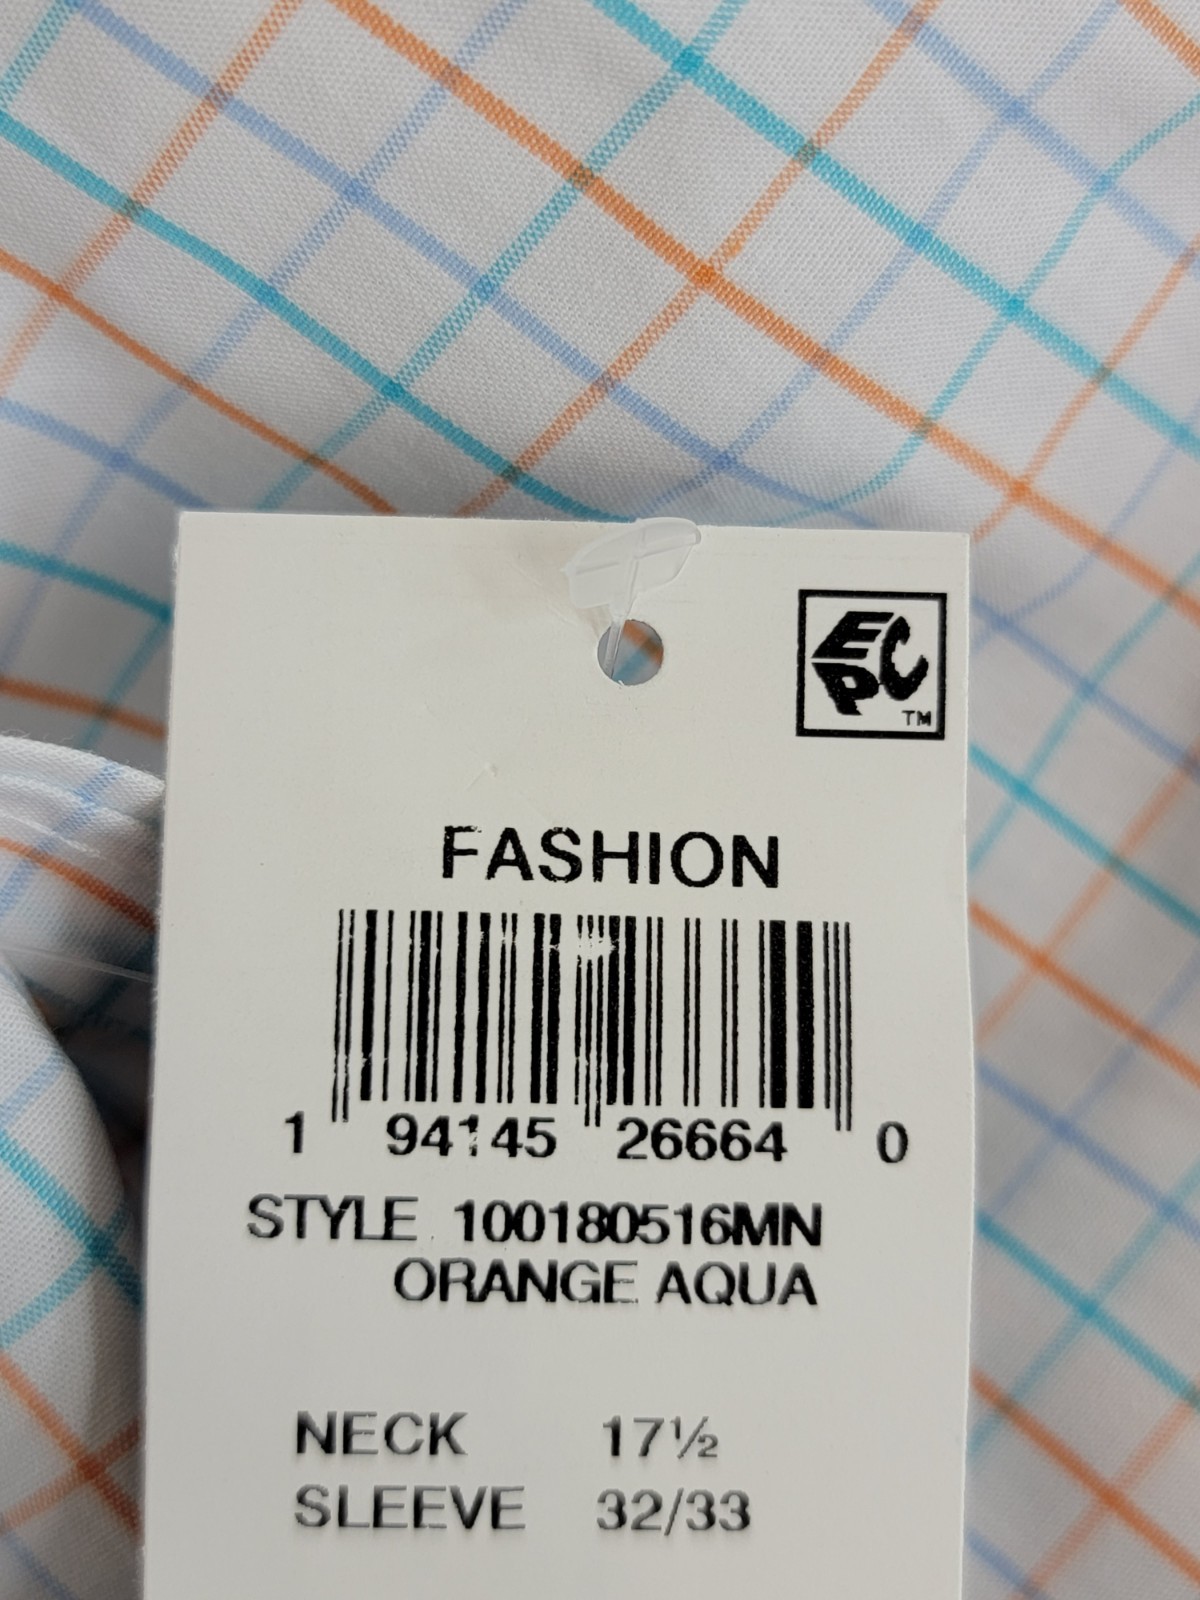 EPC
TM
FASHION
1 94145 26664 0
STYLE 100180516MN
ORANGE AQUA
NECK 17½
SLEEVE 32/33